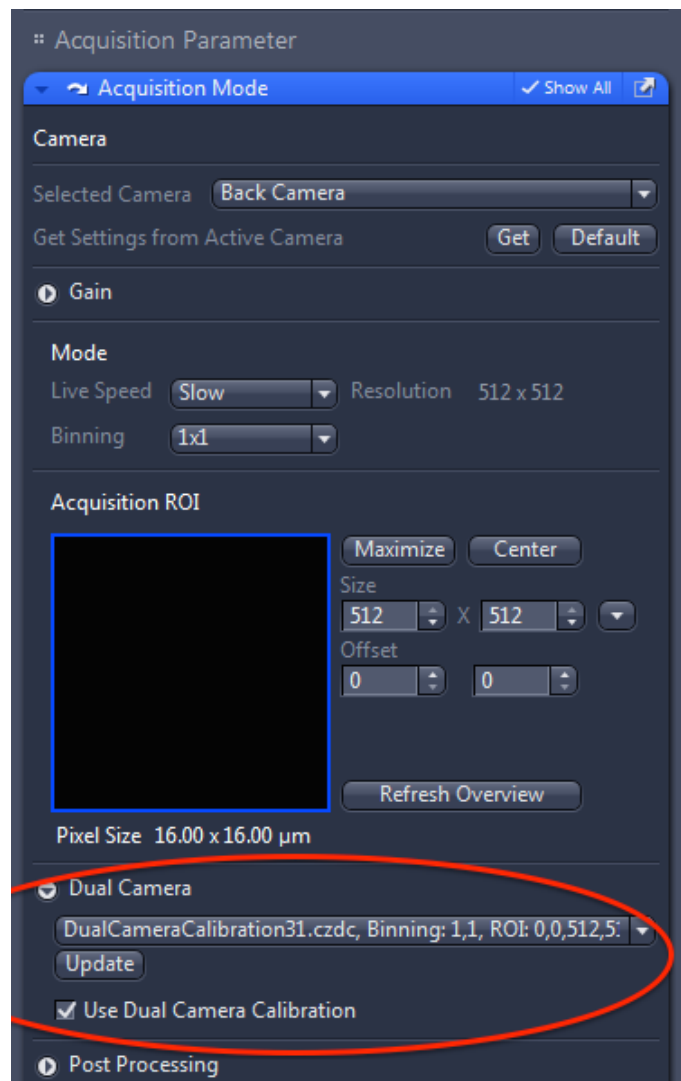 Acquisition Parameter
Acquisition Mode Show All
Camera
Selected Camera Back Camera
Get Settings from Active Camera Get Default
Gain
Mode
Live Speed Slow Resolution 512 x 512
Binning 1x1
Acquisition ROI
Maximize Center
Size
512 X 512
Offset
0 0
Refresh Overview
Pixel Size 16.00 x 16.00 µm
Dual Camera
DualCameraCalibration31.czdc, Binning: 1,1, ROI: 0,0,512,5
Update
Use Dual Camera Calibration
Post Processing